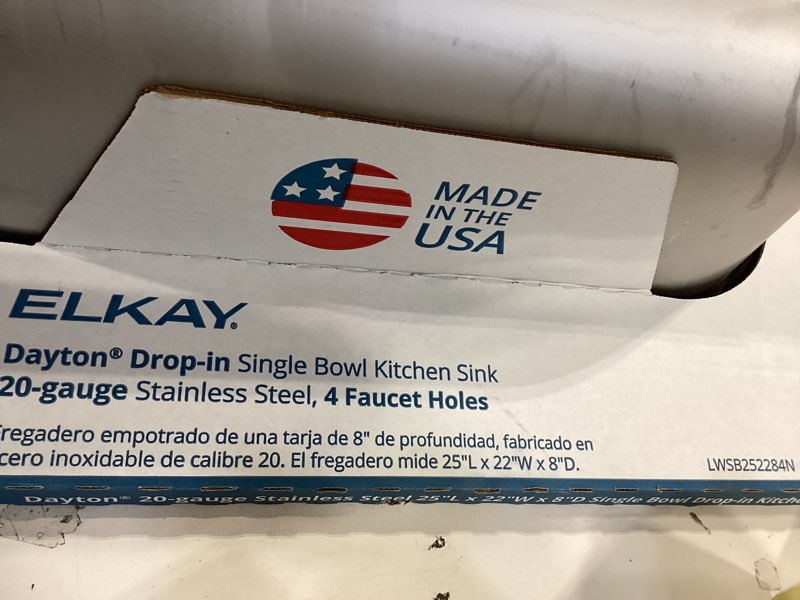 MADE
IN THE
USA
ELKAY®
Dayton® Drop-in Single Bowl Kitchen Sink
20-gauge Stainless Steel, 4 Faucet Holes
fregadero empotrado de una tarja de 8" de profundidad, fabricado en
cero inoxidable de calibre 20. El fregadero mide 25"L x 22"W x 8"D.
LWSB252284N
Dayton® 20-gauge Stainless Steel 25"L x 22"W x 8"D Single Bowl Drop-in Kitche